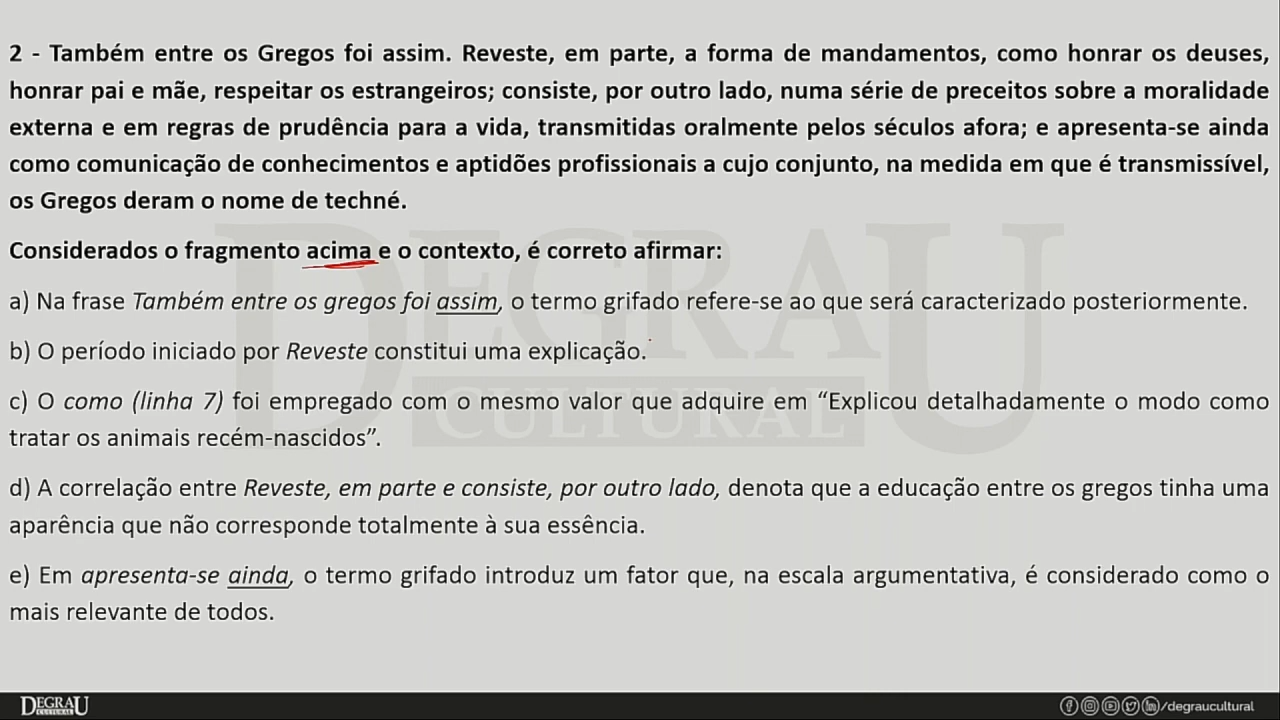 2 - Também entre os Gregos foi assim. Reveste, em parte, a forma de mandamentos, como honrar os deuses,
honrar pai e mãe, respeitar os estrangeiros; consiste, por outro lado, numa série de preceitos sobre a moralidade
externa e em regras de prudência para a vida, transmitidas oralmente pelos séculos afora; e apresenta-se ainda
como comunicação de conhecimentos e aptidões profissionais a cujo conjunto, na medida em que é transmissível,
os Gregos deram o nome de techné.
Considerados o fragmento acima e o contexto, é correto afirmar:
a) Na frase Também entre os gregos foi assim, o termo grifado refere-se ao que será caracterizado posteriormente.
b) O período iniciado por Reveste constitui uma explicação.
c) O como (linha 7) foi empregado com o mesmo valor que adquire em “Explicou detalhadamente o modo como
tratar os animais recém-nascidos”.
d) A correlação entre Reveste, em parte e consiste, por outro lado, denota que a educação entre os gregos tinha uma
aparência que não corresponde totalmente à sua essência.
e) Em apresenta-se ainda, o termo grifado introduz um fator que, na escala argumentativa, é considerado como o
mais relevante de todos.
DEGRAU
CULTURAL
DEGRAU
CULTURAL
/degraucultural